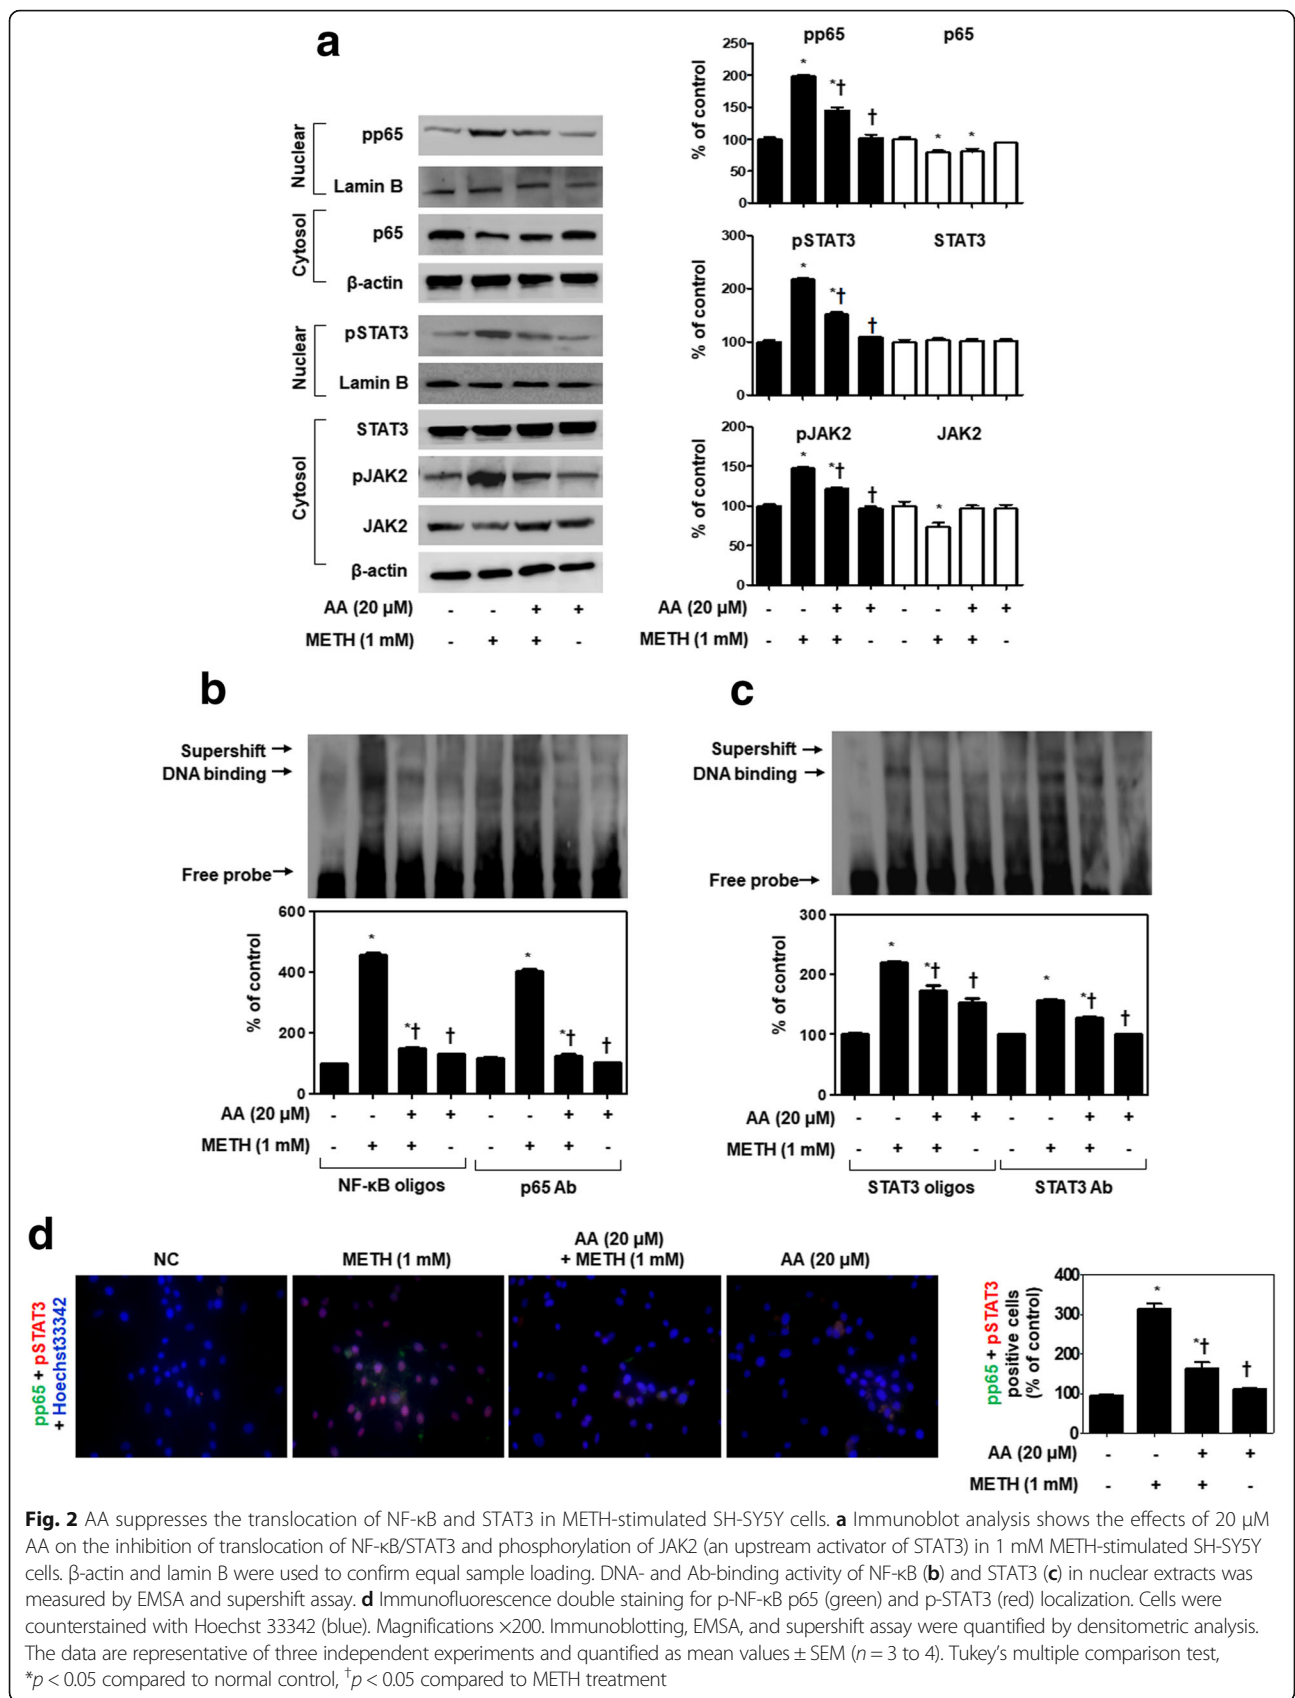 a
Nuclear
pp65
Lamin B
Cytosol
p65
β-actin
Nuclear
pSTAT3
Lamin B
Cytosol
STAT3
pJAK2
JAK2
β-actin
AA (20 µM) - - + +
METH (1 mM) - + + -
pp65 p65
% of control
250
200
150
100
50
0
* *† † * *
pSTAT3 STAT3
% of control
300
200
100
0
* *† †
pJAK2 JAK2
% of control
200
150
100
50
0
* *† † *
AA (20 µM) - - + + - - + +
METH (1 mM) - + + - - + + -
b
Supershift
DNA binding
Free probe
% of control
600
400
200
0
* *† † * *† †
AA (20 µM) - - + + - - + +
METH (1 mM) - + + - - + + -
NF-κB oligos p65 Ab
c
Supershift
DNA binding
Free probe
% of control
300
200
100
0
* *† † * *† †
AA (20 µM) - - + + - - + +
METH (1 mM) - + + - - + + -
STAT3 oligos STAT3 Ab
d
pp65 + pSTAT3
+ Hoechst33342
NC
METH (1 mM)
AA (20 µM)
+ METH (1 mM)
AA (20 µM)
pp65 + pSTAT3
positive cells
(% of control)
400
300
200
100
0
* *† †
AA (20 µM) - - + +
METH (1 mM) - + + -
Fig. 2 AA suppresses the translocation of NF-κB and STAT3 in METH-stimulated SH-SY5Y cells. a Immunoblot analysis shows the effects of 20 µM
AA on the inhibition of translocation of NF-κB/STAT3 and phosphorylation of JAK2 (an upstream activator of STAT3) in 1 mM METH-stimulated SH-SY5Y
cells. β-actin and lamin B were used to confirm equal sample loading. DNA- and Ab-binding activity of NF-κB (b) and STAT3 (c) in nuclear extracts was
measured by EMSA and supershift assay. d Immunofluorescence double staining for p-NF-κB p65 (green) and p-STAT3 (red) localization. Cells were
counterstained with Hoechst 33342 (blue). Magnifications ×200. Immunoblotting, EMSA, and supershift assay were quantified by densitometric analysis.
The data are representative of three independent experiments and quantified as mean values ± SEM (n = 3 to 4). Tukey's multiple comparison test,
*p < 0.05 compared to normal control, †p < 0.05 compared to METH treatment